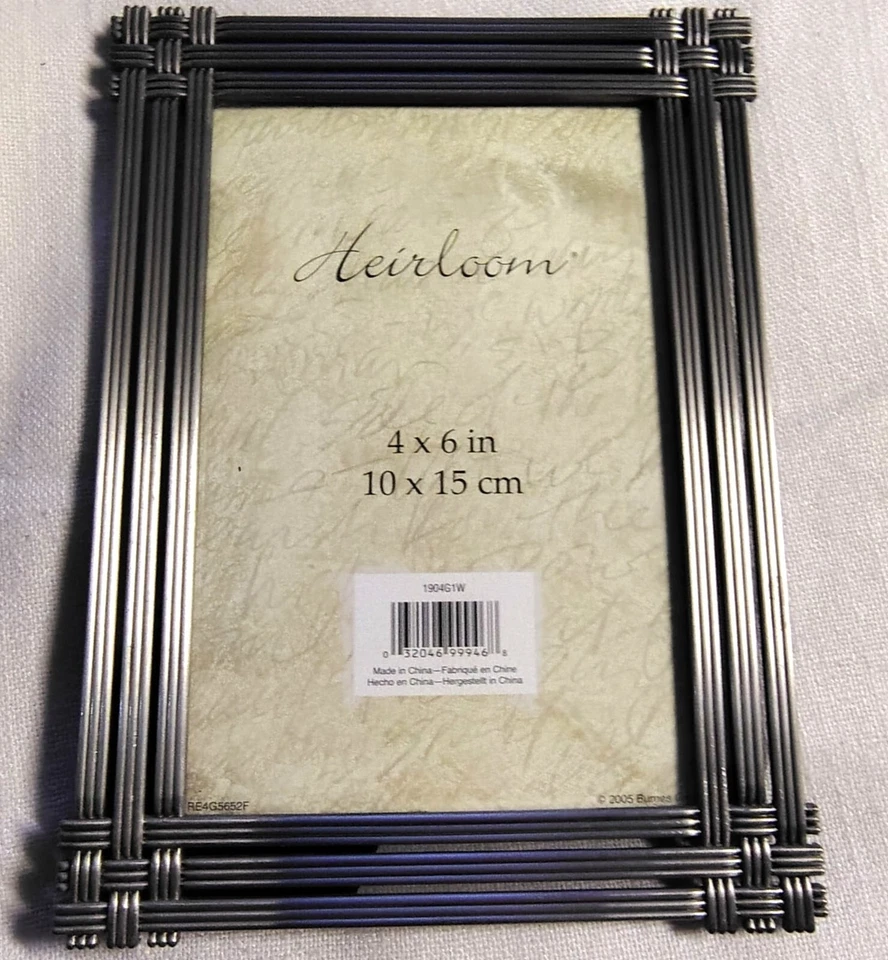 Heirloom
4 x 6 in
10 x 15 cm
1904G1W
0 32046 99946 8
Made in China—Fabriqué en Chine
Hecho en China—Hergestellt in China
RE4G5652F
© 2005 Burnes